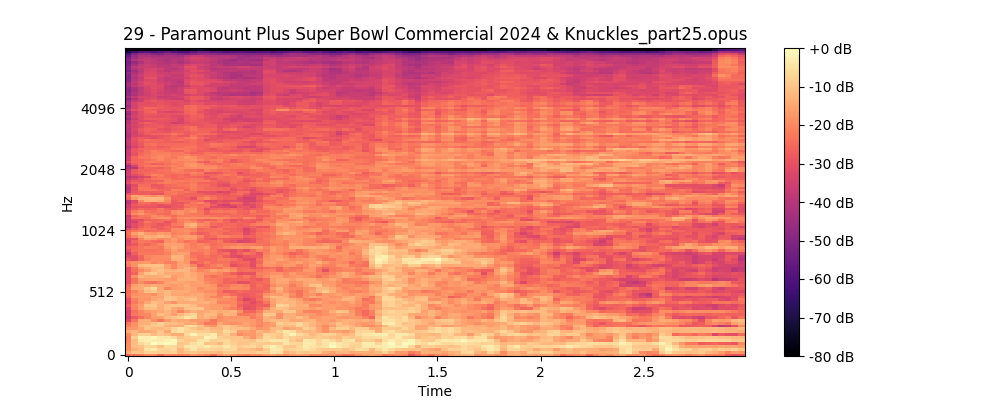 29 - Paramount Plus Super Bowl Commercial 2024 & Knuckles_part25.opus
+0 dB
-10 dB
-20 dB
-30 dB
-40 dB
-50 dB
-60 dB
-70 dB
-80 dB
4096
2048
1024
512
0
Hz
0
0.5
1
1.5
2
2.5
Time